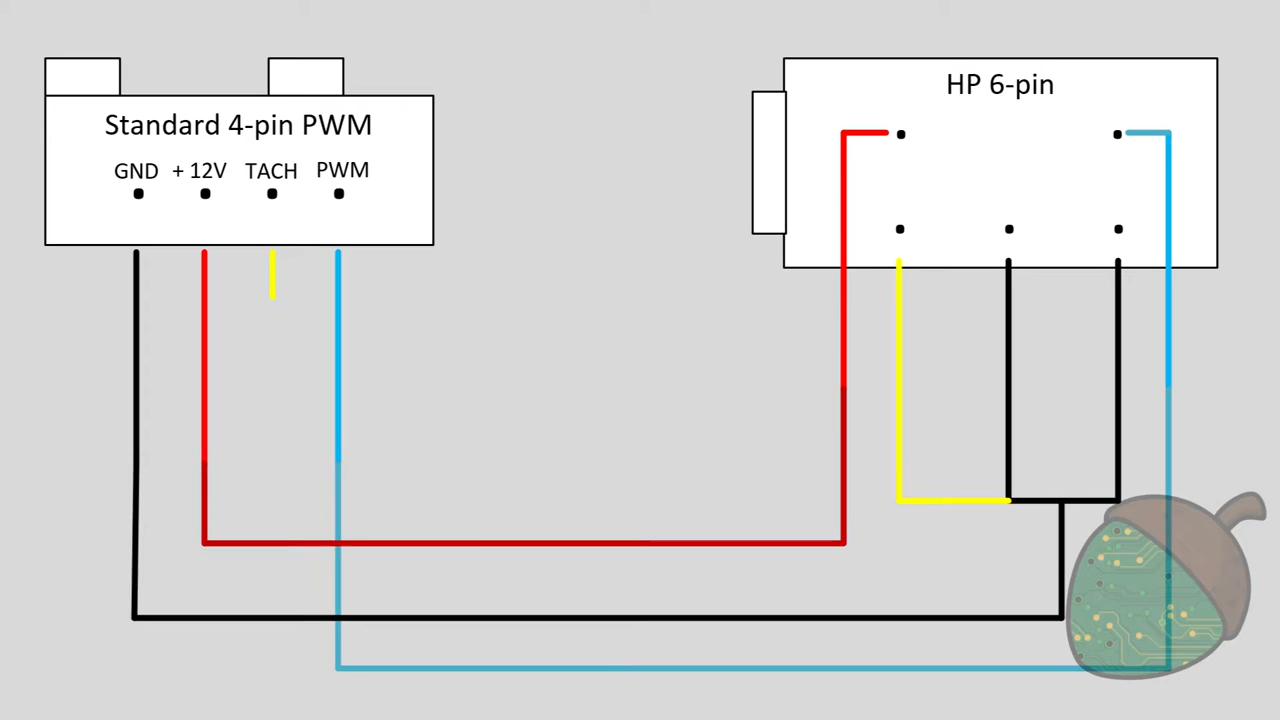 Standard 4-pin PWM
GND + 12V TACH PWM
HP 6-pin